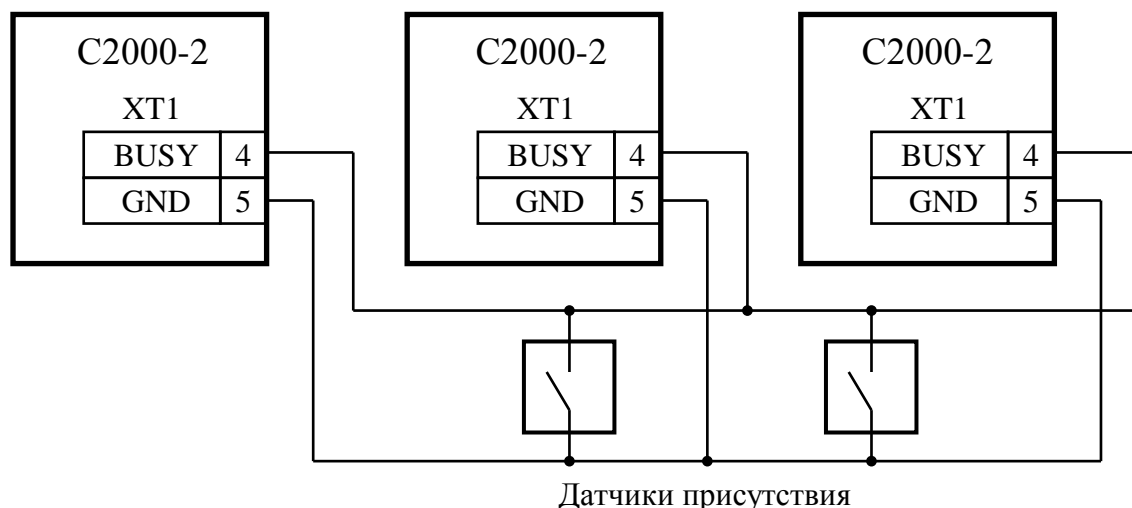 С2000-2 С2000-2 С2000-2
XT1 XT1 XT1
BUSY 4 BUSY 4 BUSY 4
GND 5 GND 5 GND 5
Датчики присутствия